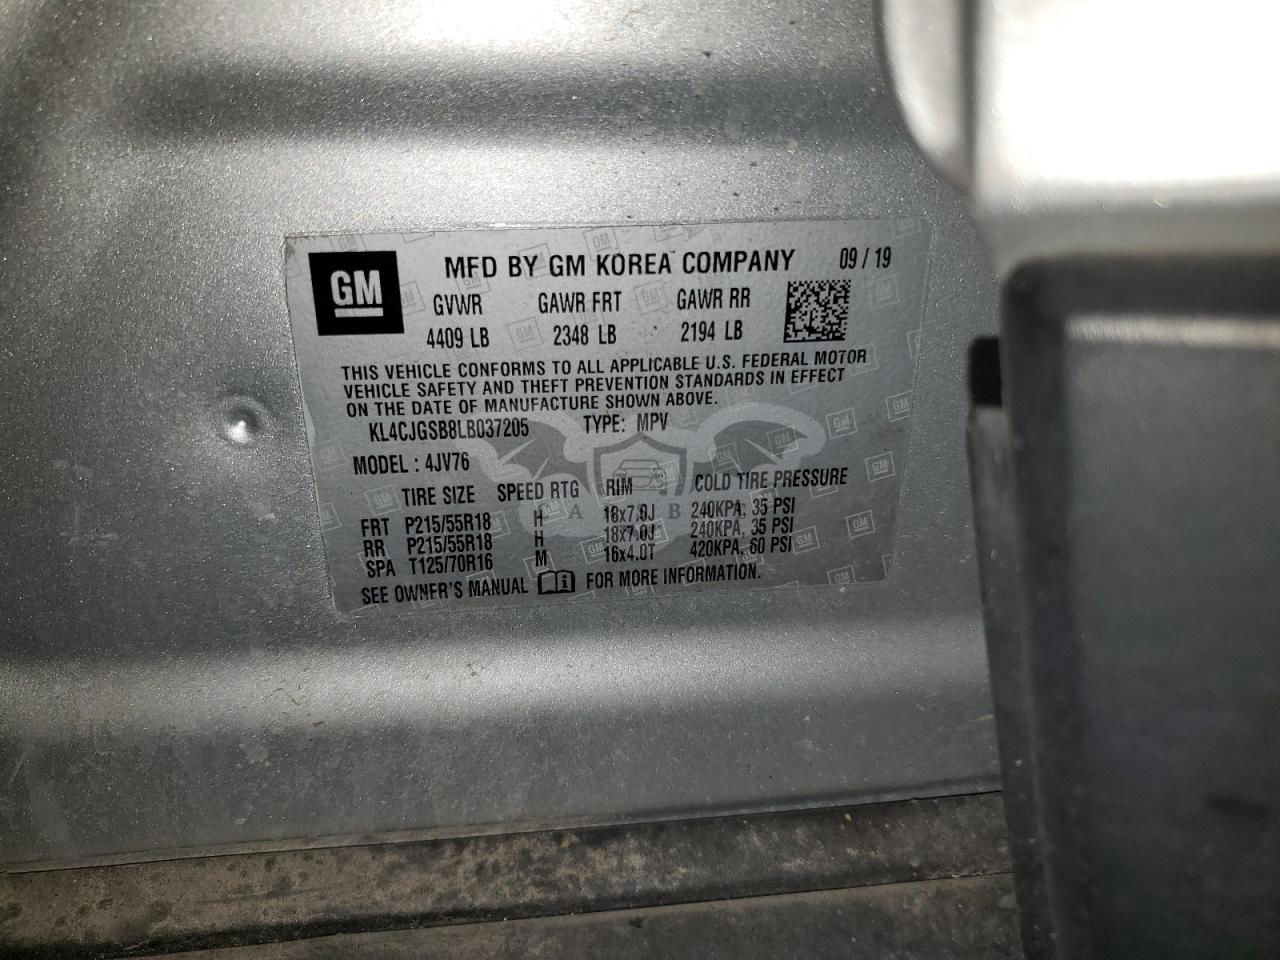 GM MFD BY GM KOREA COMPANY 09 / 19
GVWR GAWR FRT GAWR RR
4409 LB 2348 LB 2194 LB
THIS VEHICLE CONFORMS TO ALL APPLICABLE U.S. FEDERAL MOTOR
VEHICLE SAFETY AND THEFT PREVENTION STANDARDS IN EFFECT
ON THE DATE OF MANUFACTURE SHOWN ABOVE.
KL4CJGSB8LB037205 TYPE: MPV
MODEL : 4JV76
TIRE SIZE SPEED RTG RIM COLD TIRE PRESSURE
FRT P215/55R18 H 18x7.0J 240KPA, 35 PSI
RR P215/55R18 H 18x7.0J 240KPA, 35 PSI
SPA T125/70R16 M 16x4.0T 420KPA, 60 PSI
SEE OWNER'S MANUAL FOR MORE INFORMATION.